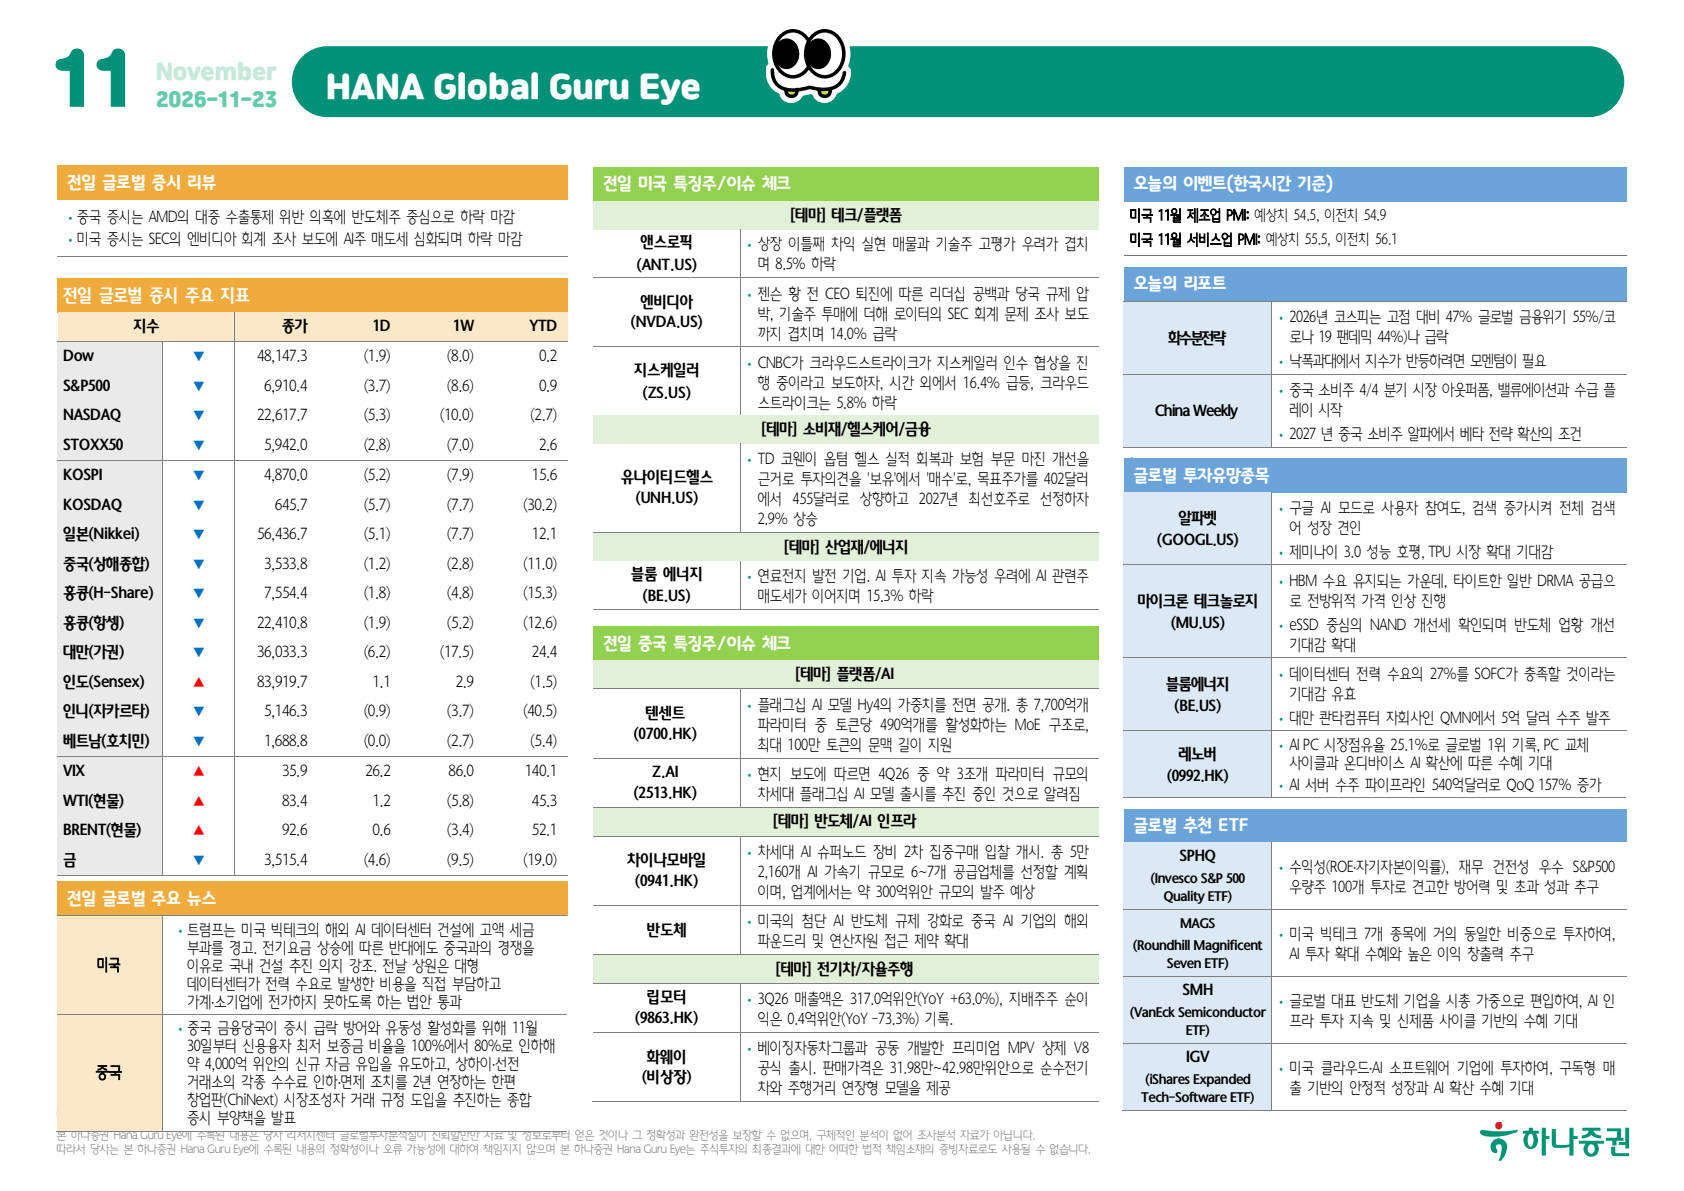 11
November
2026-11-23
HANA Global Guru Eye
전일 글로벌 증시 리뷰
• 중국 증시는 AMD의 대중 수출통제 위반 의혹에 반도체주 중심으로 하락 마감
• 미국 증시는 SEC의 엔비디아 회계 조사 보도에 AI주 매도세 심화되며 하락 마감
전일 글로벌 증시 주요 지표
지수 종가 1D 1W YTD
Dow ▼ 48,147.3 (1.9) (8.0) 0.2
S&P500 ▼ 6,910.4 (3.7) (8.6) 0.9
NASDAQ ▼ 22,617.7 (5.3) (10.0) (2.7)
STOXX50 ▼ 5,942.0 (2.8) (7.0) 2.6
KOSPI ▼ 4,870.0 (5.2) (7.9) 15.6
KOSDAQ ▼ 645.7 (5.7) (7.7) (30.2)
일본(Nikkei) ▼ 56,436.7 (5.1) (7.7) 12.1
중국(상해종합) ▼ 3,533.8 (1.2) (2.8) (11.0)
홍콩(H-Share) ▼ 7,554.4 (1.8) (4.8) (15.3)
홍콩(항셍) ▼ 22,410.8 (1.9) (5.2) (12.6)
대만(가권) ▼ 36,033.3 (6.2) (17.5) 24.4
인도(Sensex) ▲ 83,919.7 1.1 2.9 (1.5)
인니(자카르타) ▼ 5,146.3 (0.9) (3.7) (40.5)
베트남(호치민) ▼ 1,688.8 (0.0) (2.7) (5.4)
VIX ▲ 35.9 26.2 86.0 140.1
WTI(현물) ▲ 83.4 1.2 (5.8) 45.3
BRENT(현물) ▲ 92.6 0.6 (3.4) 52.1
금 ▼ 3,515.4 (4.6) (9.5) (19.0)
전일 글로벌 주요 뉴스
미국
• 트럼프는 미국 빅테크의 해외 AI 데이터센터 건설에 고액 세금
부과를 경고. 전기요금 상승에 따른 반대에도 중국과의 경쟁을
이유로 국내 건설 추진 의지 강조. 전날 상원은 대형
데이터센터가 전력 수요로 발생한 비용을 직접 부담하고
가계·소기업에 전가하지 못하도록 하는 법안 통과
중국
• 중국 금융당국이 증시 급락 방어와 유동성 활성화를 위해 11월
30일부터 신용융자 최저 보증금 비율을 100%에서 80%로 인하해
약 4,000억 위안의 신규 자금 유입을 유도하고, 상하이·선전
거래소의 각종 수수료 인하·면제 조치를 2년 연장하는 한편
창업판(ChiNext) 시장조성자 거래 규정 도입을 추진하는 종합
증시 부양책을 발표
전일 미국 특징주/이슈 체크
[테마] 테크/플랫폼
앤스로픽
(ANT.US)
• 상장 이틀째 차익 실현 매물과 기술주 고평가 우려가 겹치
며 8.5% 하락
엔비디아
(NVDA.US)
• 젠슨 황 전 CEO 퇴진에 따른 리더십 공백과 당국 규제 압
박, 기술주 투매에 더해 로이터의 SEC 회계 문제 조사 보도
까지 겹치며 14.0% 급락
지스케일러
(ZS.US)
• CNBC가 크라우드스트라이크가 지스케일러 인수 협상을 진
행 중이라고 보도하자, 시간 외에서 16.4% 급등, 크라우드
스트라이크는 5.8% 하락
[테마] 소비재/헬스케어/금융
유나이티드헬스
(UNH.US)
• TD 코웬이 옵텀 헬스 실적 회복과 보험 부문 마진 개선을
근거로 투자의견을 '보유'에서 '매수'로, 목표주가를 402달러
에서 455달러로 상향하고 2027년 최선호주로 선정하자
2.9% 상승
[테마] 산업재/에너지
블룸 에너지
(BE.US)
• 연료전지 발전 기업. AI 투자 지속 가능성 우려에 AI 관련주
매도세가 이어지며 15.3% 하락
전일 중국 특징주/이슈 체크
[테마] 플랫폼/AI
텐센트
(0700.HK)
• 플래그십 AI 모델 Hy4의 가중치를 전면 공개. 총 7,700억개
파라미터 중 토큰당 490억개를 활성화하는 MoE 구조로,
최대 100만 토큰의 문맥 길이 지원
Z.AI
(2513.HK)
• 현지 보도에 따르면 4Q26 중 약 3조개 파라미터 규모의
차세대 플래그십 AI 모델 출시를 추진 중인 것으로 알려짐
[테마] 반도체/AI 인프라
차이나모바일
(0941.HK)
• 차세대 AI 슈퍼노드 장비 2차 집중구매 입찰 개시. 총 5만
2,160개 AI 가속기 규모로 6~7개 공급업체를 선정할 계획
이며, 업계에서는 약 300억위안 규모의 발주 예상
반도체
• 미국의 첨단 AI 반도체 규제 강화로 중국 AI 기업의 해외
파운드리 및 연산자원 접근 제약 확대
[테마] 전기차/자율주행
립모터
(9863.HK)
• 3Q26 매출액은 317.0억위안(YoY +63.0%), 지배주주 순이
익은 0.4억위안(YoY -73.3%) 기록.
화웨이
(비상장)
• 베이징자동차그룹과 공동 개발한 프리미엄 MPV 샹제 V8
공식 출시. 판매가격은 31.98만~42.98만위안으로 순수전기
차와 주행거리 연장형 모델을 제공
오늘의 이벤트(한국시간 기준)
미국 11월 제조업 PMI: 예상치 54.5, 이전치 54.9
미국 11월 서비스업 PMI: 예상치 55.5, 이전치 56.1
오늘의 리포트
화수분전략
• 2026년 코스피는 고점 대비 47% 글로벌 금융위기 55%/코
로나 19 팬데믹 44%)나 급락
• 낙폭과대에서 지수가 반등하려면 모멘텀이 필요
China Weekly
• 중국 소비주 4/4 분기 시장 아웃퍼폼, 밸류에이션과 수급 플
레이 시작
• 2027 년 중국 소비주 알파에서 베타 전략 확산의 조건
글로벌 투자유망종목
알파벳
(GOOGL.US)
• 구글 AI 모드로 사용자 참여도, 검색 증가시켜 전체 검색
어 성장 견인
• 제미나이 3.0 성능 호평, TPU 시장 확대 기대감
마이크론 테크놀로지
(MU.US)
• HBM 수요 유지되는 가운데, 타이트한 일반 DRMA 공급으
로 전방위적 가격 인상 진행
• eSSD 중심의 NAND 개선세 확인되며 반도체 업황 개선
기대감 확대
블룸에너지
(BE.US)
• 데이터센터 전력 수요의 27%를 SOFC가 충족할 것이라는
기대감 유효
• 대만 콴타컴퓨터 자회사인 QMN에서 5억 달러 수주 발주
레노버
(0992.HK)
• AI PC 시장점유율 25.1%로 글로벌 1위 기록, PC 교체
사이클과 온디바이스 AI 확산에 따른 수혜 기대
• AI 서버 수주 파이프라인 540억달러로 QoQ 157% 증가
글로벌 추천 ETF
SPHQ
(Invesco S&P 500
Quality ETF)
• 수익성(ROE·자기자본이익률), 재무 건전성 우수 S&P500
우량주 100개 투자로 견고한 방어력 및 초과 성과 추구
MAGS
(Roundhill Magnificent
Seven ETF)
• 미국 빅테크 7개 종목에 거의 동일한 비중으로 투자하여,
AI 투자 확대 수혜와 높은 이익 창출력 추구
SMH
(VanEck Semiconductor
ETF)
• 글로벌 대표 반도체 기업을 시총 가중으로 편입하여, AI 인
프라 투자 지속 및 신제품 사이클 기반의 수혜 기대
IGV
(iShares Expanded
Tech-Software ETF)
• 미국 클라우드·AI 소프트웨어 기업에 투자하여, 구독형 매
출 기반의 안정적 성장과 AI 확산 수혜 기대
본 하나증권 Hana Guru Eye에 수록된 내용은 당사 리서치센터 글로벌투자분석실이 신뢰할만한 자료 및 정보로부터 얻은 것이나 그 정확성과 완전성을 보장할 수 없으며, 구체적인 분석이 없어 조사분석 자료가 아닙니다.
따라서 당사는 본 하나증권 Hana Guru Eye에 수록된 내용의 정확성이나 오류 가능성에 대하여 책임지지 않으며 본 하나증권 Hana Guru Eye는 주식투자의 최종결과에 대한 어떠한 법적 책임소재의 증빙자료로도 사용될 수 없습니다.
하나증권